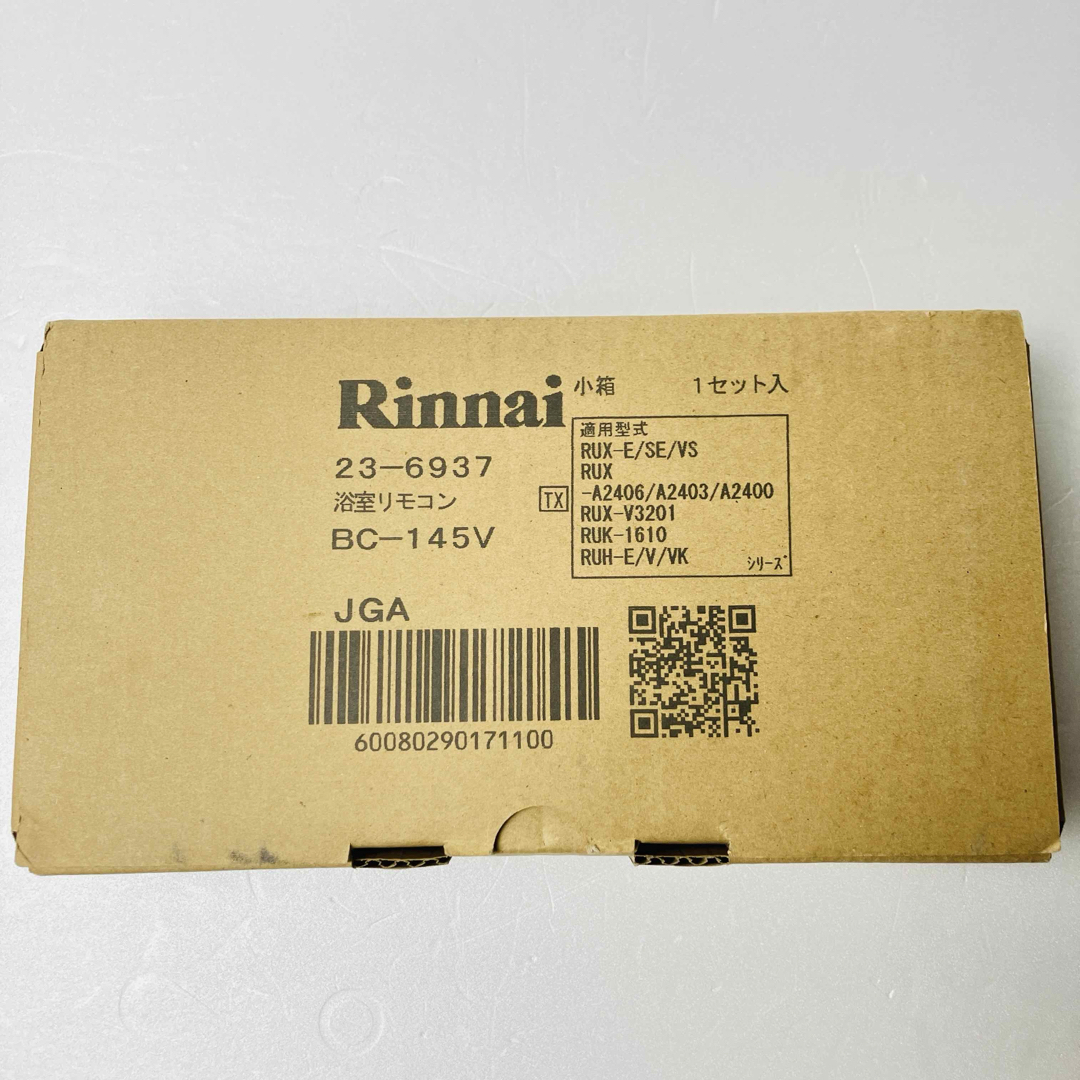 Rinnai
小箱 1セット入
23-6937
浴室リモコン
TX
BC-145V
適用型式
RUX-E/SE/VS
RUX
-A2406/A2403/A2400
RUX-V3201
RUK-1610
RUH-E/V/VK
シリーズ
JGA
60080290171100